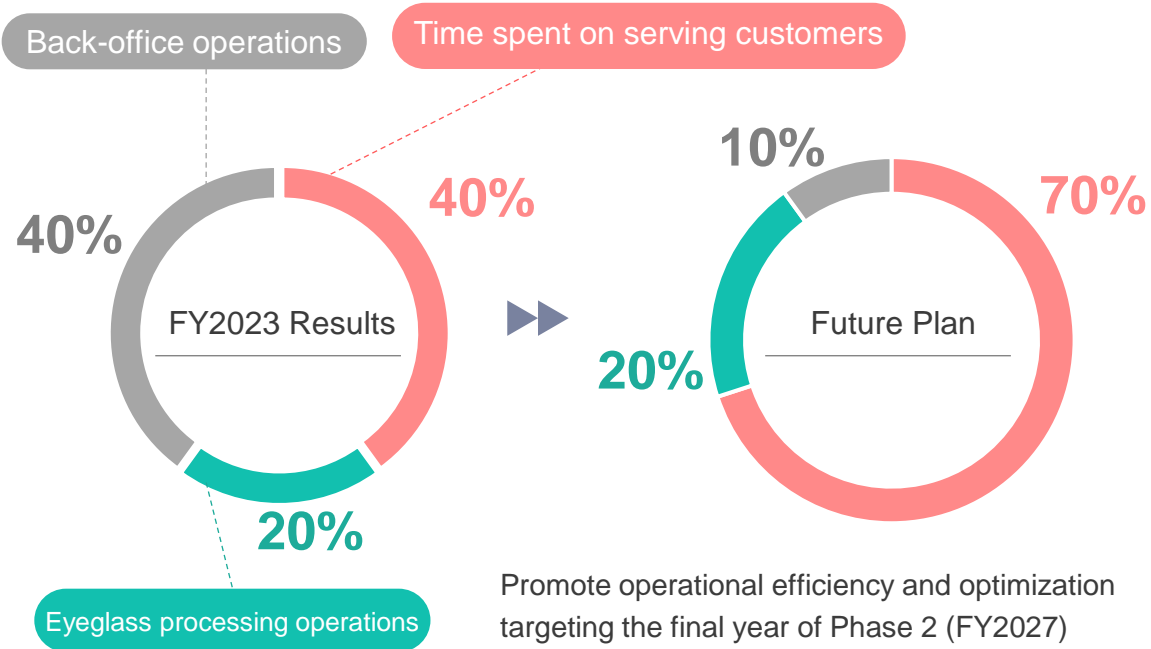 Back-office operations
Time spent on serving customers
40%
40%
FY2023 Results
20%
Eyeglass processing operations
10%
70%
Future Plan
20%
Promote operational efficiency and optimization
targeting the final year of Phase 2 (FY2027)